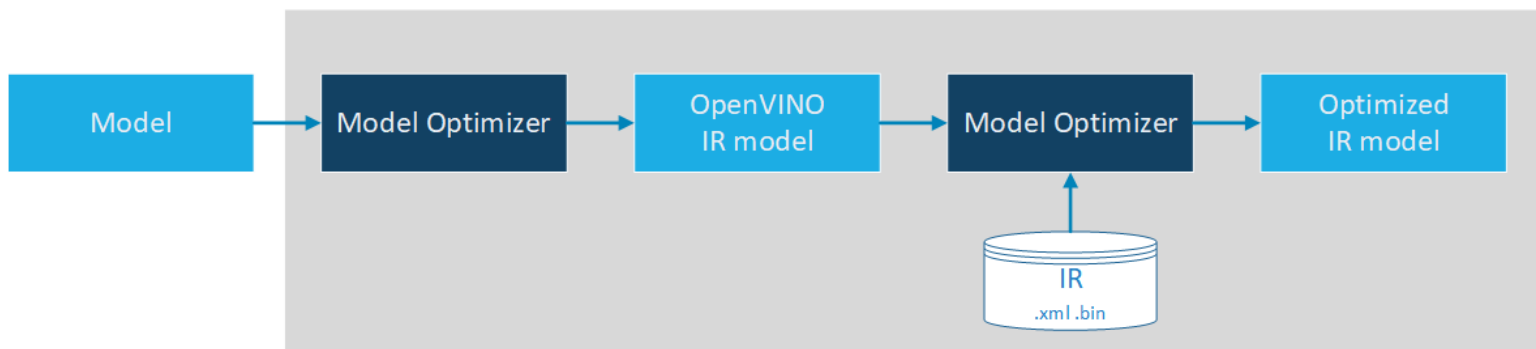 Model
Model Optimizer
OpenVINO
IR model
Model Optimizer
Optimized
IR model
IR
.xml .bin